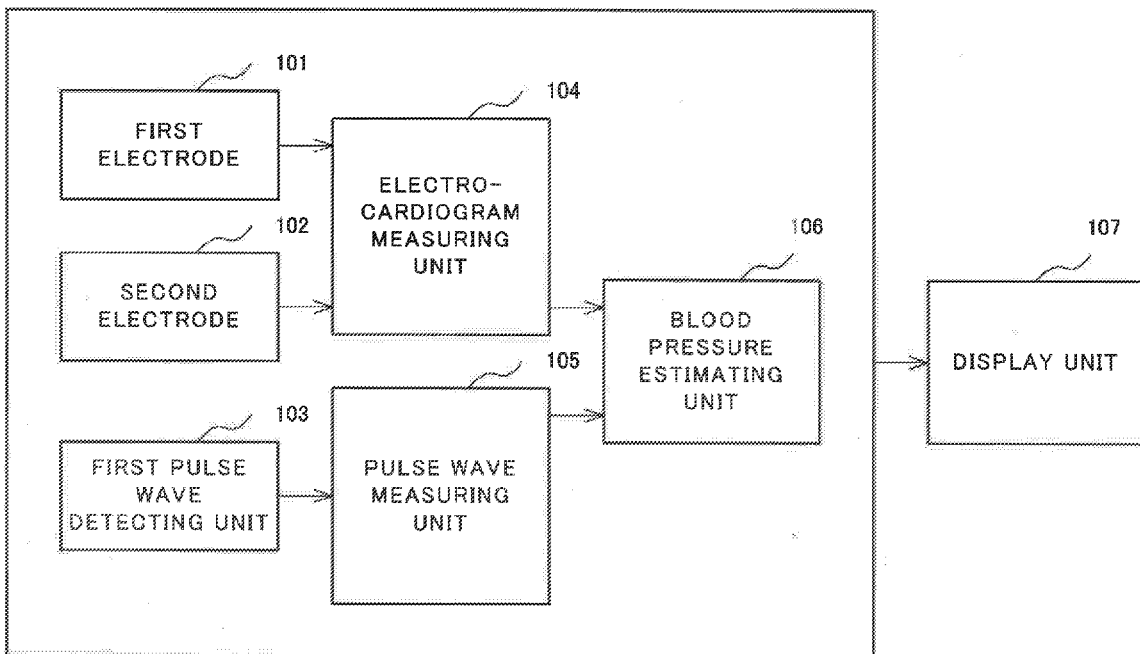 101
FIRST
ELECTRODE
102
SECOND
ELECTRODE
103
FIRST PULSE
WAVE
DETECTING UNIT
104
ELECTRO-
CARDIOGRAM
MEASURING
UNIT
105
PULSE WAVE
MEASURING
UNIT
106
BLOOD
PRESSURE
ESTIMATING
UNIT
107
DISPLAY UNIT